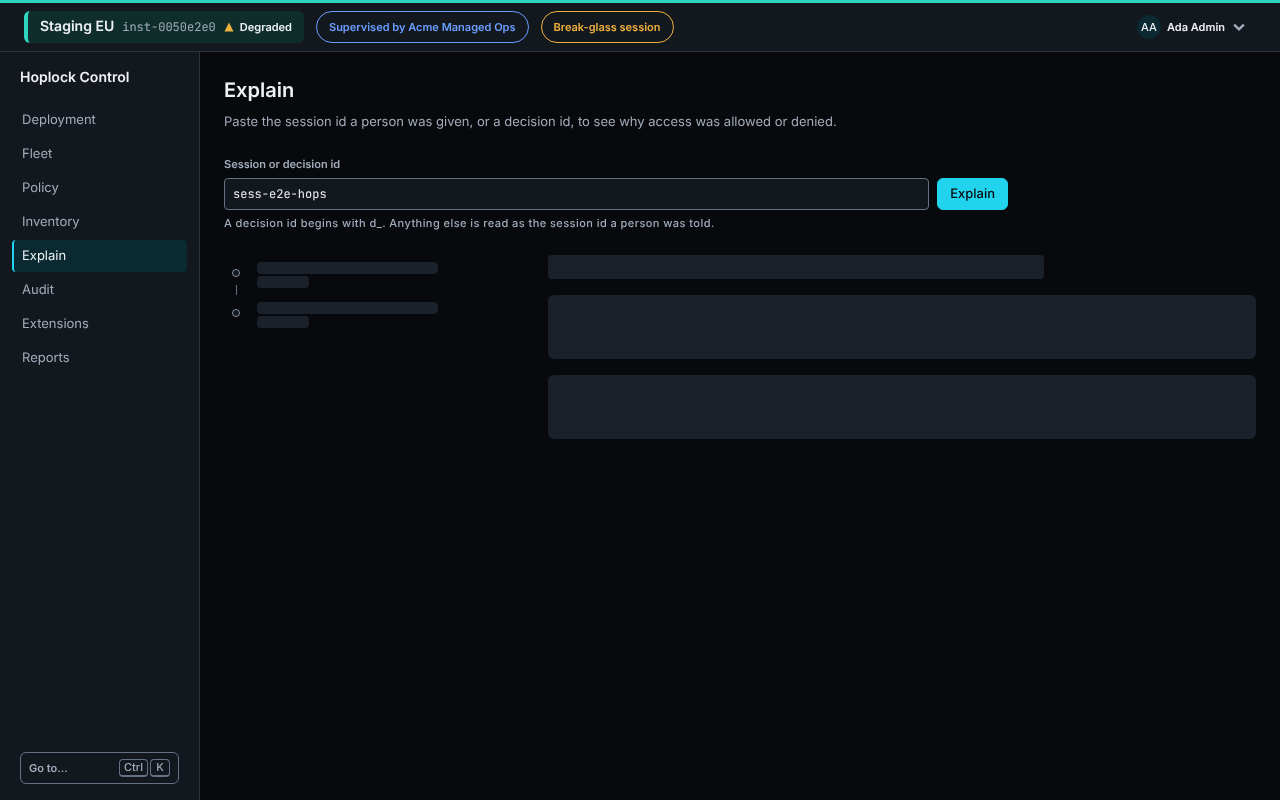 Staging EU inst-0050e2e0 Degraded
Supervised by Acme Managed Ops
Break-glass session
AA Ada Admin
Hoplock Control
Deployment
Fleet
Policy
Inventory
Explain
Audit
Extensions
Reports
Go to...
Ctrl K
Explain
Paste the session id a person was given, or a decision id, to see why access was allowed or denied.
Session or decision id
sess-e2e-hops
Explain
A decision id begins with d_. Anything else is read as the session id a person was told.